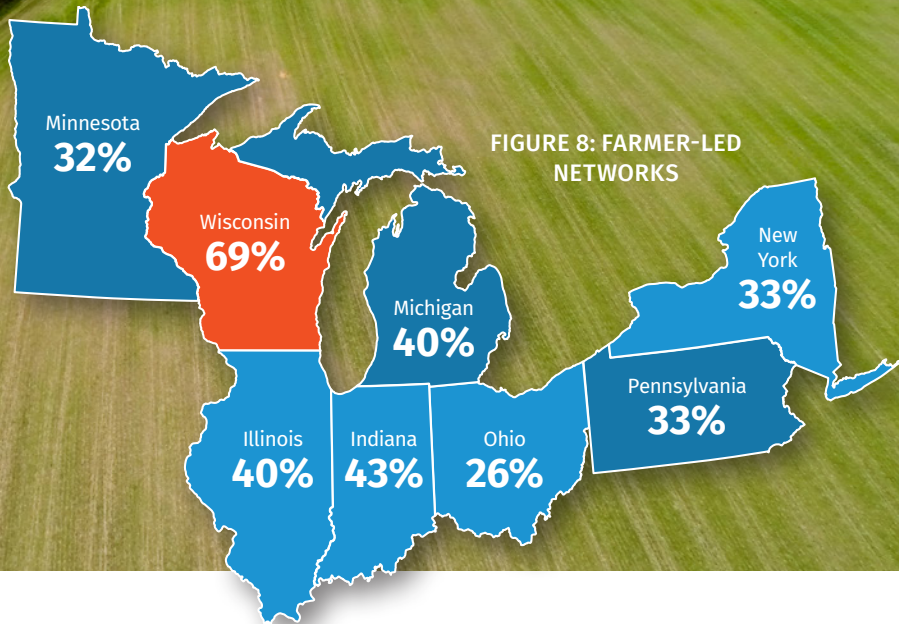 Minnesota
32%
Wisconsin
69%
FIGURE 8: FARMER-LED
NETWORKS
Michigan
40%
New
York
33%
Pennsylvania
33%
Illinois
40%
Indiana
43%
Ohio
26%